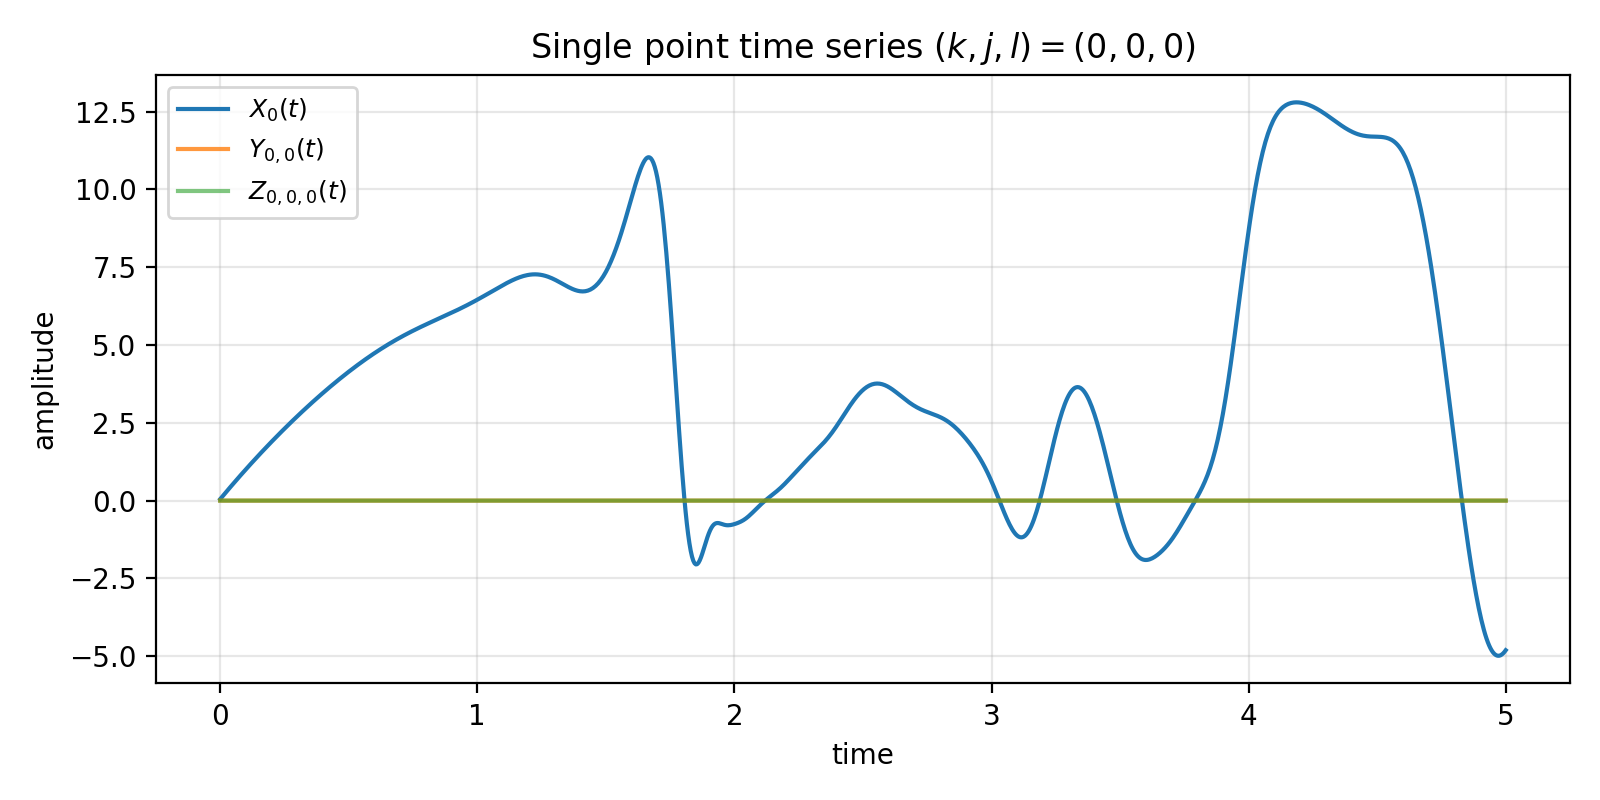 Single point time series (k, j, l) = (0, 0, 0)
X₀(t)
Y₀,₀(t)
Z₀,₀,₀(t)
12.5
10.0
7.5
5.0
2.5
0.0
−2.5
−5.0
amplitude
0 1 2 3 4 5
time